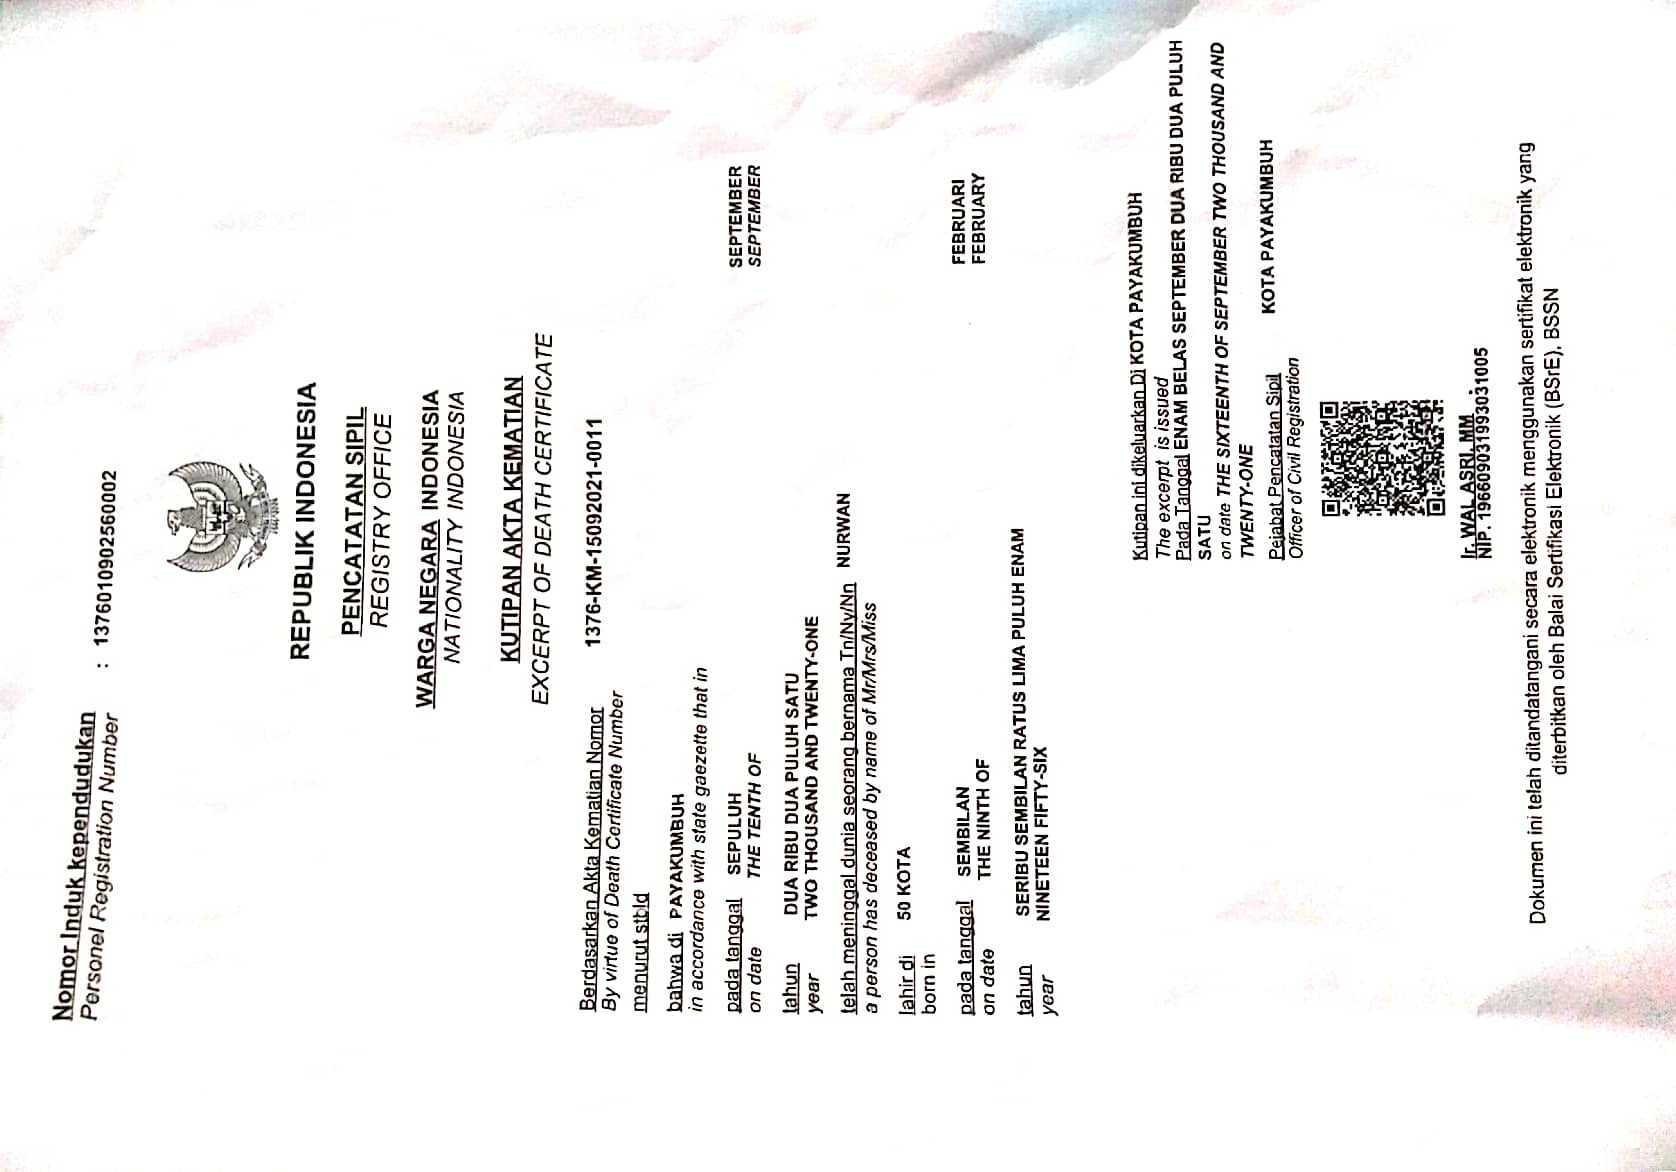 Nomor Induk kependudukan
Personel Registration Number : 1376010902560002
REPUBLIK INDONESIA
PENCATATAN SIPIL
REGISTRY OFFICE
WARGA NEGARA INDONESIA
NATIONALITY INDONESIA
KUTIPAN AKTA KEMATIAN
EXCERPT OF DEATH CERTIFICATE
Berdasarkan Akta Kematian Nomor 1376-KM-15092021-0011
By virtue of Death Certificate Number
menurut stbld
bahwa di PAYAKUMBUH
in accordance with state gaezette that in
pada tanggal SEPULUH SEPTEMBER
on date THE TENTH OF SEPTEMBER
tahun DUA RIBU DUA PULUH SATU
year TWO THOUSAND AND TWENTY-ONE
telah meninggal dunia seorang bernama Tn/Ny/Nn NURWAN
a person has deceased by name of Mr/Mrs/Miss
lahir di 50 KOTA
born in
pada tanggal SEMBILAN FEBRUARI
on date THE NINTH OF FEBRUARY
tahun SERIBU SEMBILAN RATUS LIMA PULUH ENAM
year NINETEEN FIFTY-SIX
Kutipan ini dikeluarkan Di KOTA PAYAKUMBUH
The excerpt is issued
Pada Tanggal ENAM BELAS SEPTEMBER DUA RIBU DUA PULUH
SATU
on date THE SIXTEENTH OF SEPTEMBER TWO THOUSAND AND
TWENTY-ONE
Pejabat Pencatatan Sipil KOTA PAYAKUMBUH
Officer of Civil Registration
Ir. WAL ASRI, MM
NIP. 196609031993031005
Dokumen ini telah ditandatangani secara elektronik menggunakan sertifikat elektronik yang
diterbitkan oleh Balai Sertifikasi Elektronik (BSrE), BSSN